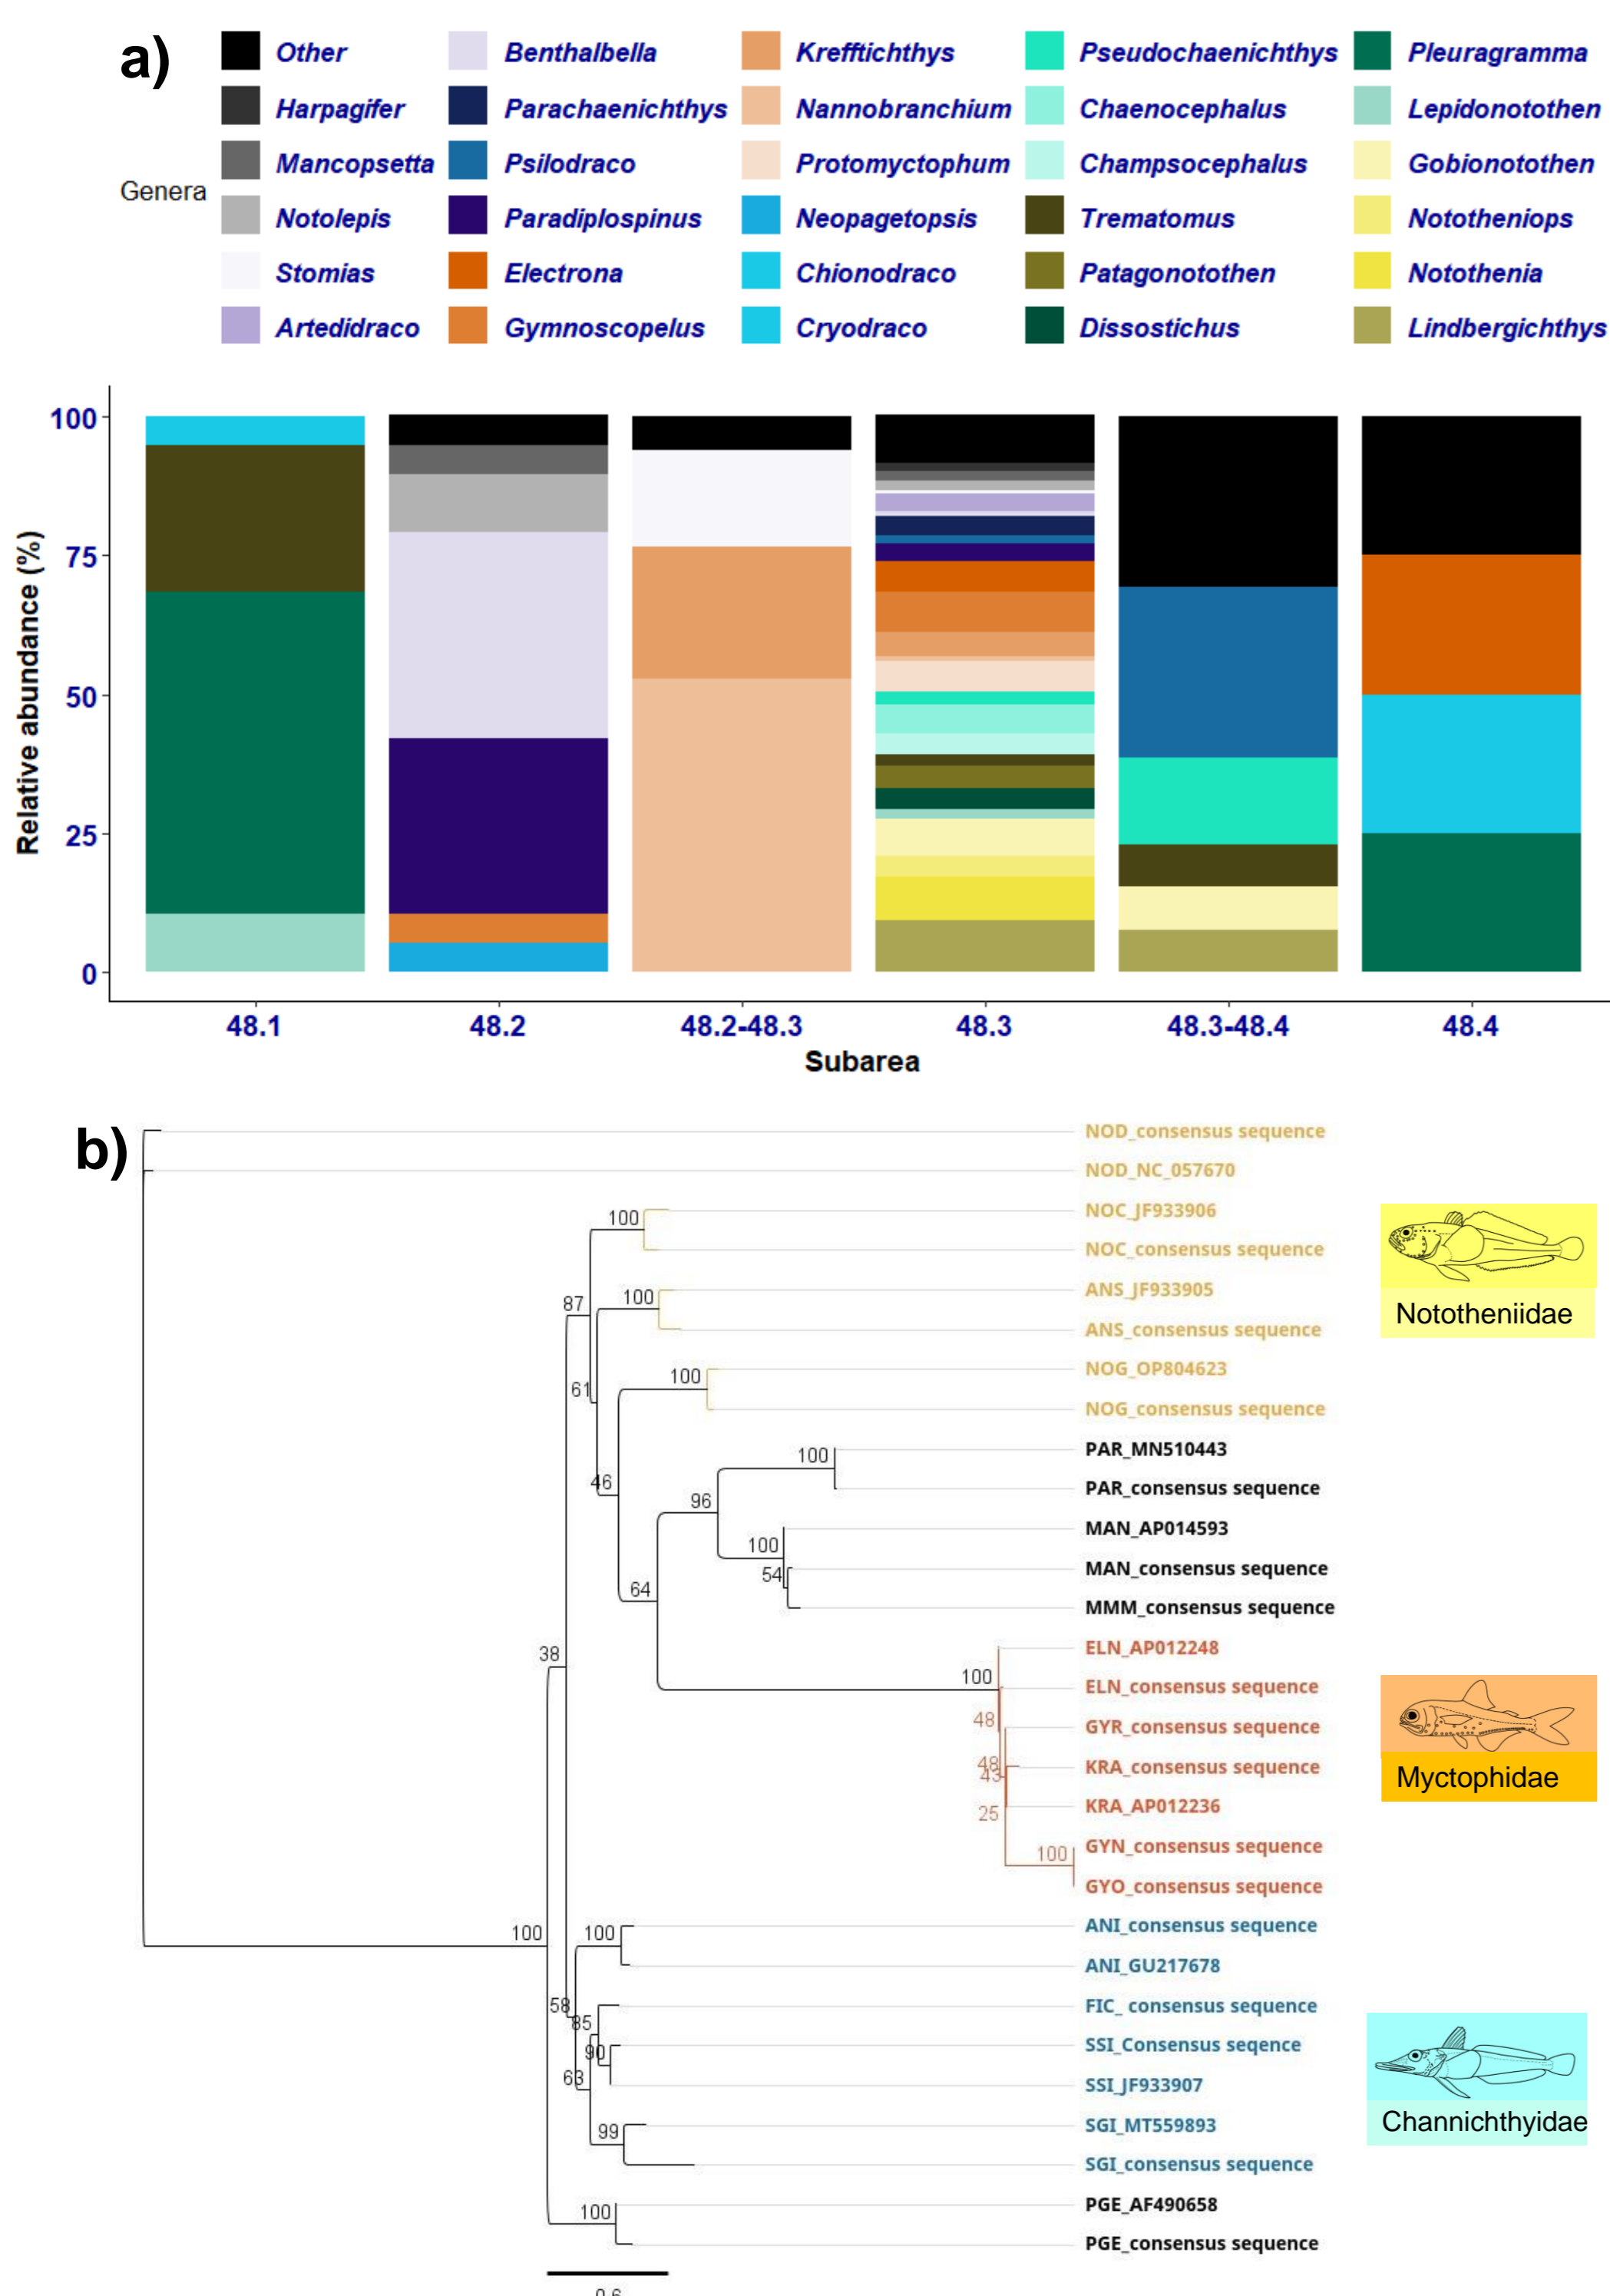 a)
Genera
Other
Harpagifer
Mancopsetta
Notolepis
Stomias
Artedidraco
Benthalbella
Parachaenichthys
Psilodraco
Paradiplospinus
Electrona
Gymnoscopelus
Krefftichthys
Nannobranchium
Protomyctophum
Neopagetopsis
Chionodraco
Cryodraco
Pseudochaenichthys
Chaenocephalus
Champsocephalus
Trematomus
Patagonotothen
Dissostichus
Pleuragramma
Lepidonotothen
Gobionotothen
Nototheniops
Notothenia
Lindbergichthys
Relative abundance (%)
100
75
50
25
0
48.1
48.2
48.2-48.3
48.3
48.3-48.4
48.4
Subarea
b)
NOD_consensus sequence
NOD_NC_057670
NOC_JF933906
100
NOC_consensus sequence
ANS_JF933905
100
87
ANS_consensus sequence
Nototheniidae
NOG_OP804623
100
61
NOG_consensus sequence
PAR_MN510443
100
46
PAR_consensus sequence
96
MAN_AP014593
100
MAN_consensus sequence
54
64
MMM_consensus sequence
ELN_AP012248
38
100
ELN_consensus sequence
48
GYR_consensus sequence
48
KRA_consensus sequence
43
Myctophidae
KRA_AP012236
25
GYN_consensus sequence
100
GYO_consensus sequence
ANI_consensus sequence
100
100
ANI_GU217678
FIC_ consensus sequence
58
85
SSI_Consensus seqence
90
63
SSI_JF933907
SGI_MT559893
99
Channichthyidae
SGI_consensus sequence
PGE_AF490658
100
PGE_consensus sequence